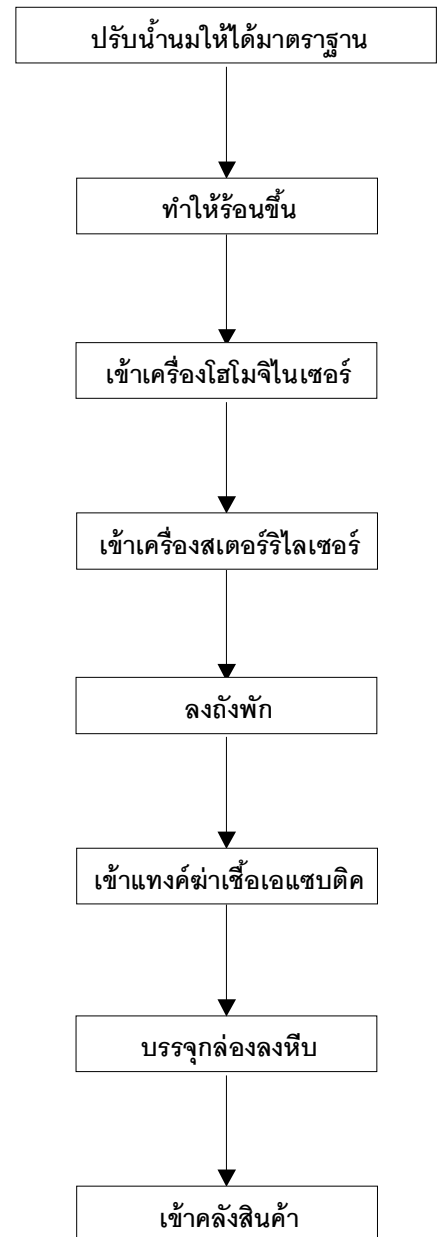 ปรับน้ำนมให้ได้มาตราฐาน
ทำให้ร้อนขึ้น
เข้าเครื่องโฮโมจิไนเซอร์
เข้าเครื่องสเตอร์ริไลเซอร์
ลงถังพัก
เข้าแทงค์ฆ่าเชื้อเอแซบติค
บรรจุกล่องลงหีบ
เข้าคลังสินค้า